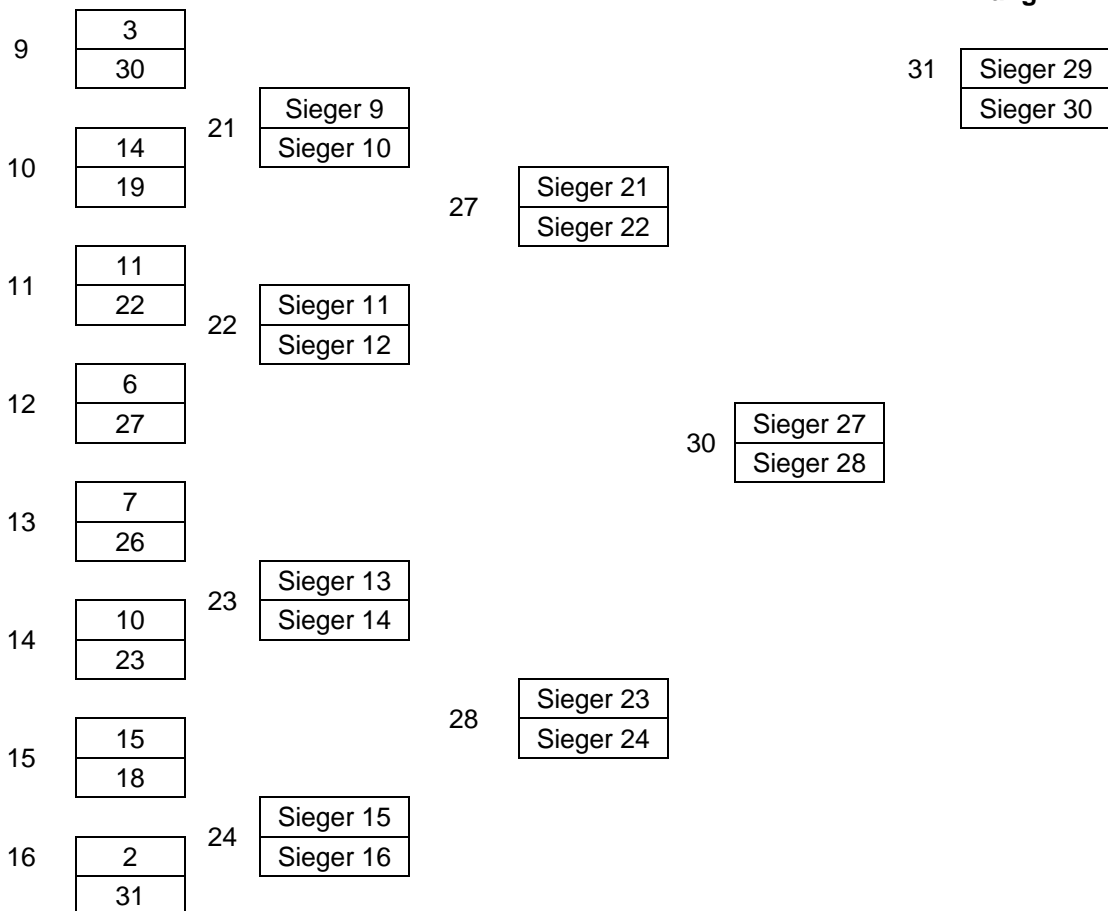 9
3
30
10
14
19
11
11
22
12
6
27
13
7
26
14
10
23
15
15
18
16
2
31
21
Sieger 9
Sieger 10
22
Sieger 11
Sieger 12
23
Sieger 13
Sieger 14
24
Sieger 15
Sieger 16
27
Sieger 21
Sieger 22
28
Sieger 23
Sieger 24
30
Sieger 27
Sieger 28
31
Sieger 29
Sieger 30